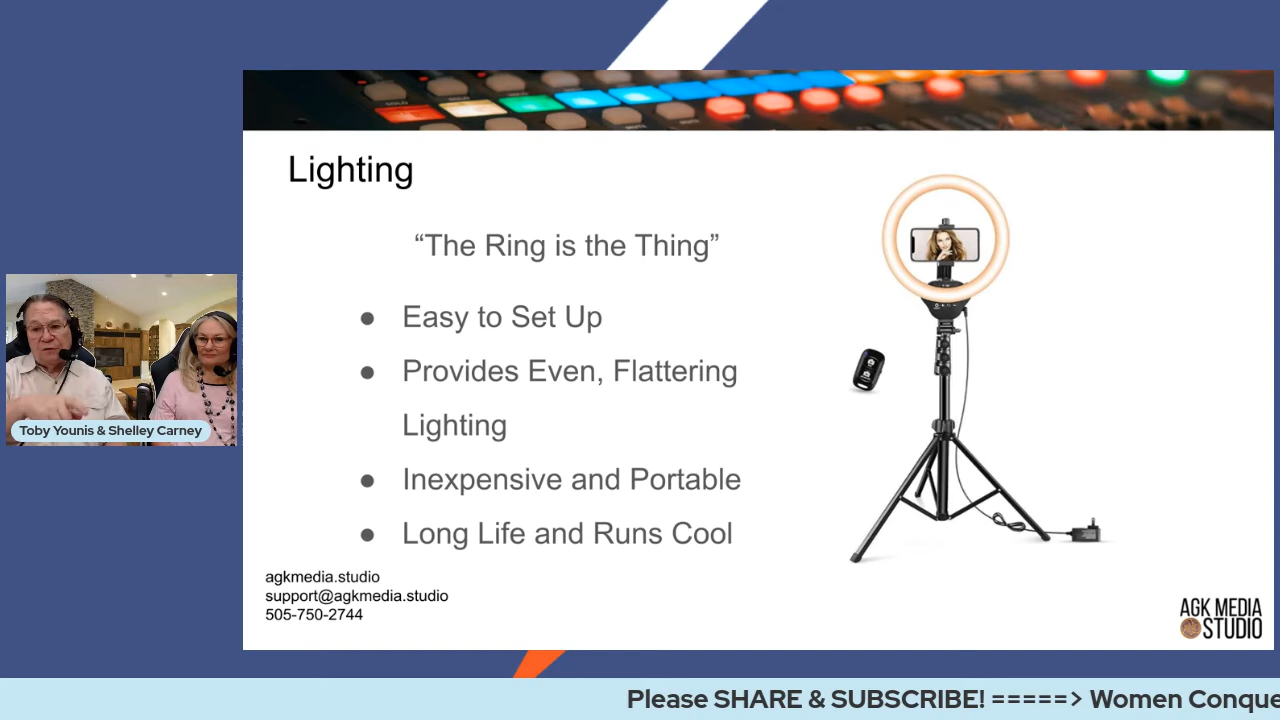 Lighting
“The Ring is the Thing”
● Easy to Set Up
● Provides Even, Flattering
Lighting
● Inexpensive and Portable
● Long Life and Runs Cool
agkmedia.studio
support@agkmedia.studio
505-750-2744
AGK MEDIA
STUDIO
Toby Younis & Shelley Carney
Please SHARE & SUBSCRIBE! =====> Women Conque